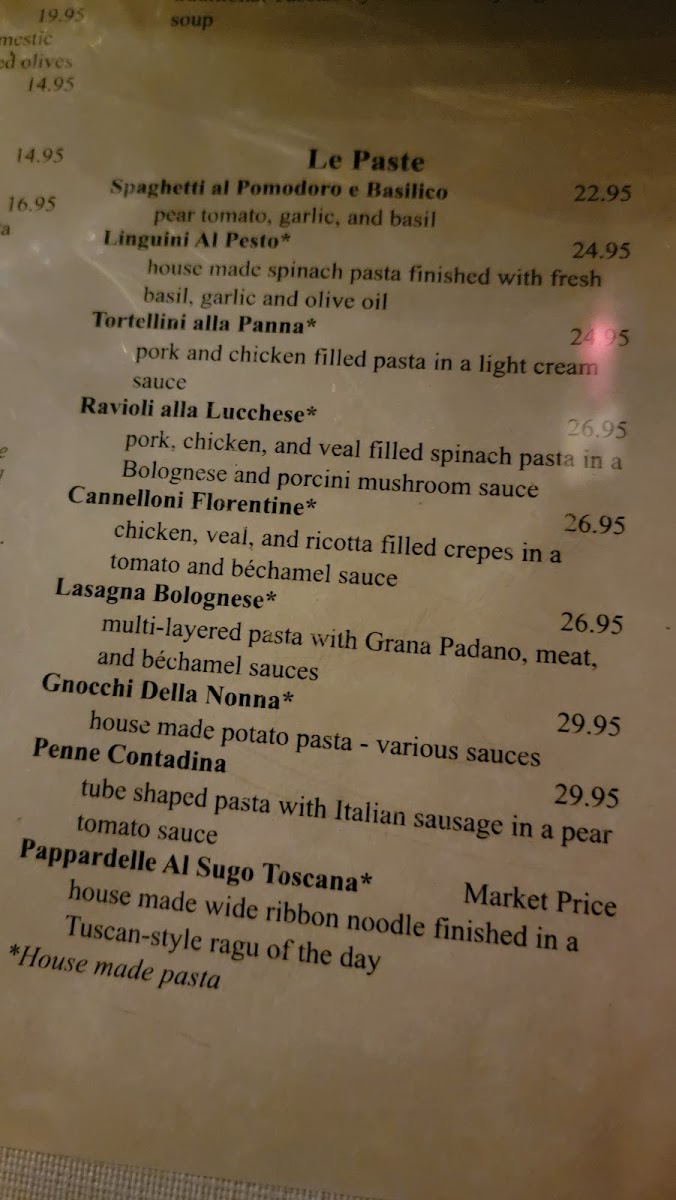 19.95
soup
mestic
ed olives
14.95
14.95
16.95
a
Le Paste
Spaghetti al Pomodoro e Basilico 22.95
pear tomato, garlic, and basil
Linguini Al Pesto* 24.95
house made spinach pasta finished with fresh
basil, garlic and olive oil
Tortellini alla Panna* 24.95
pork and chicken filled pasta in a light cream
sauce
Ravioli alla Lucchese* 26.95
pork, chicken, and veal filled spinach pasta in a
Bolognese and porcini mushroom sauce
Cannelloni Florentine* 26.95
chicken, veal, and ricotta filled crepes in a
tomato and béchamel sauce
Lasagna Bolognese* 26.95
multi-layered pasta with Grana Padano, meat,
and béchamel sauces
Gnocchi Della Nonna* 29.95
house made potato pasta - various sauces
Penne Contadina 29.95
tube shaped pasta with Italian sausage in a pear
tomato sauce
Pappardelle Al Sugo Toscana* Market Price
house made wide ribbon noodle finished in a
Tuscan-style ragu of the day
*House made pasta